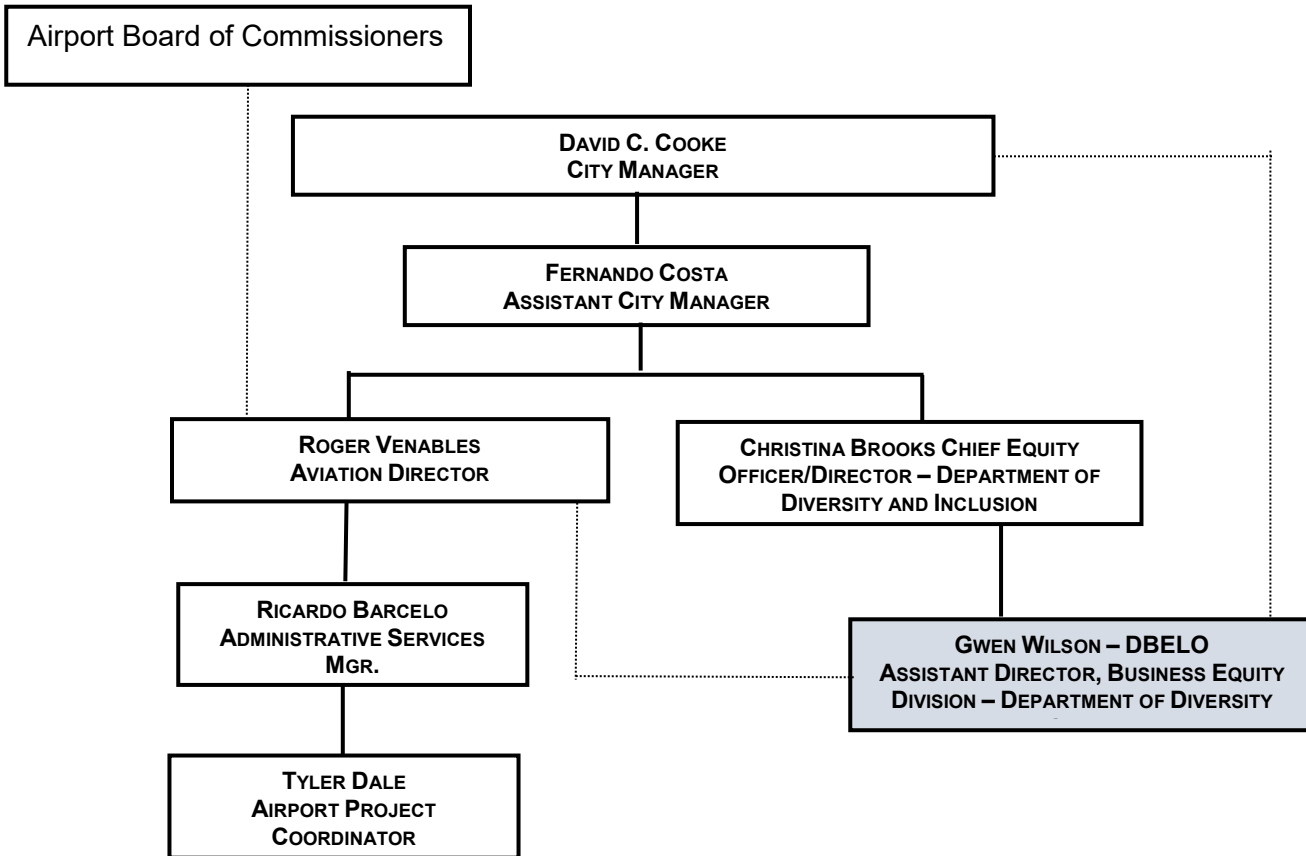 Airport Board of Commissioners
DAVID C. COOKE
CITY MANAGER
FERNANDO COSTA
ASSISTANT CITY MANAGER
ROGER VENABLES
AVIATION DIRECTOR
CHRISTINA BROOKS CHIEF EQUITY
OFFICER/DIRECTOR – DEPARTMENT OF
DIVERSITY AND INCLUSION
RICARDO BARCELO
ADMINISTRATIVE SERVICES
MGR.
GWEN WILSON – DBELO
ASSISTANT DIRECTOR, BUSINESS EQUITY
DIVISION – DEPARTMENT OF DIVERSITY
TYLER DALE
AIRPORT PROJECT
COORDINATOR